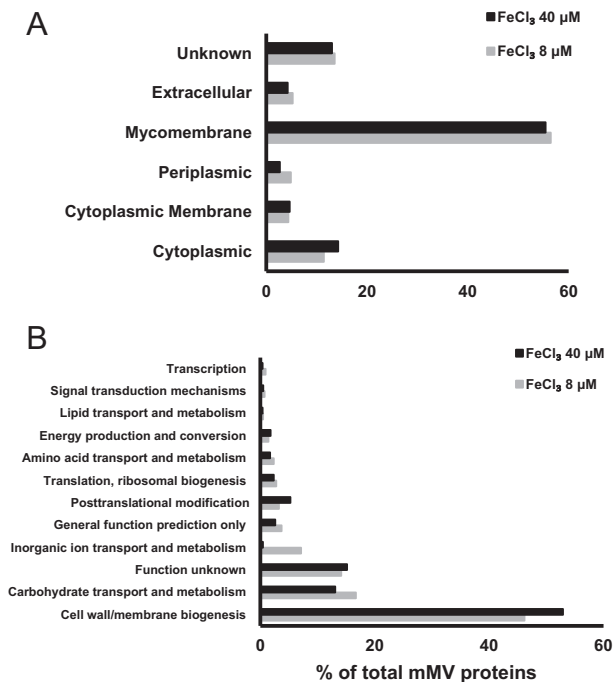 A
FeCl₃ 40 µM
FeCl₃ 8 µM
Unknown
Extracellular
Mycomembrane
Periplasmic
Cytoplasmic Membrane
Cytoplasmic
0 20 40 60
B
FeCl₃ 40 µM
FeCl₃ 8 µM
Transcription
Signal transduction mechanisms
Lipid transport and metabolism
Energy production and conversion
Amino acid transport and metabolism
Translation, ribosomal biogenesis
Posttranslational modification
General function prediction only
Inorganic ion transport and metabolism
Function unknown
Carbohydrate transport and metabolism
Cell wall/membrane biogenesis
0 20 40 60
% of total mMV proteins